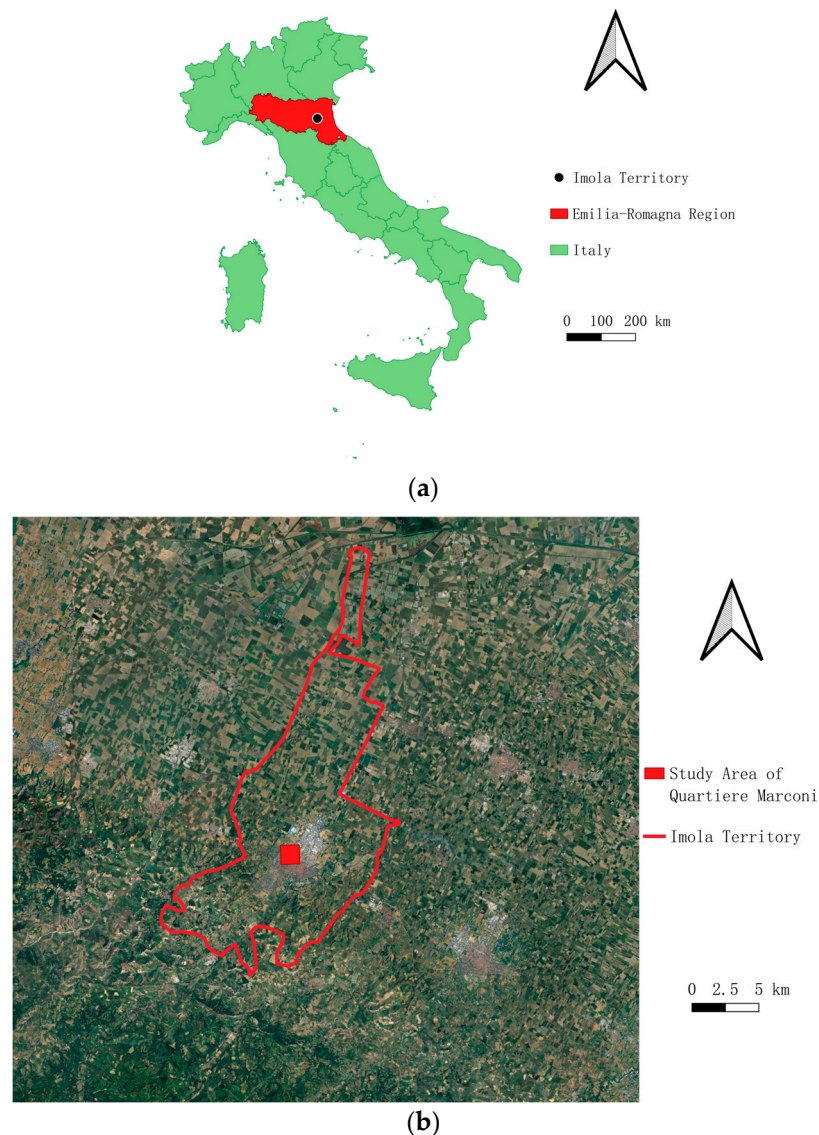 Imola Territory
Emilia-Romagna Region
Italy
0 100 200 km
(a)
Study Area of
Quartiere Marconi
Imola Territory
0 2.5 5 km
(b)